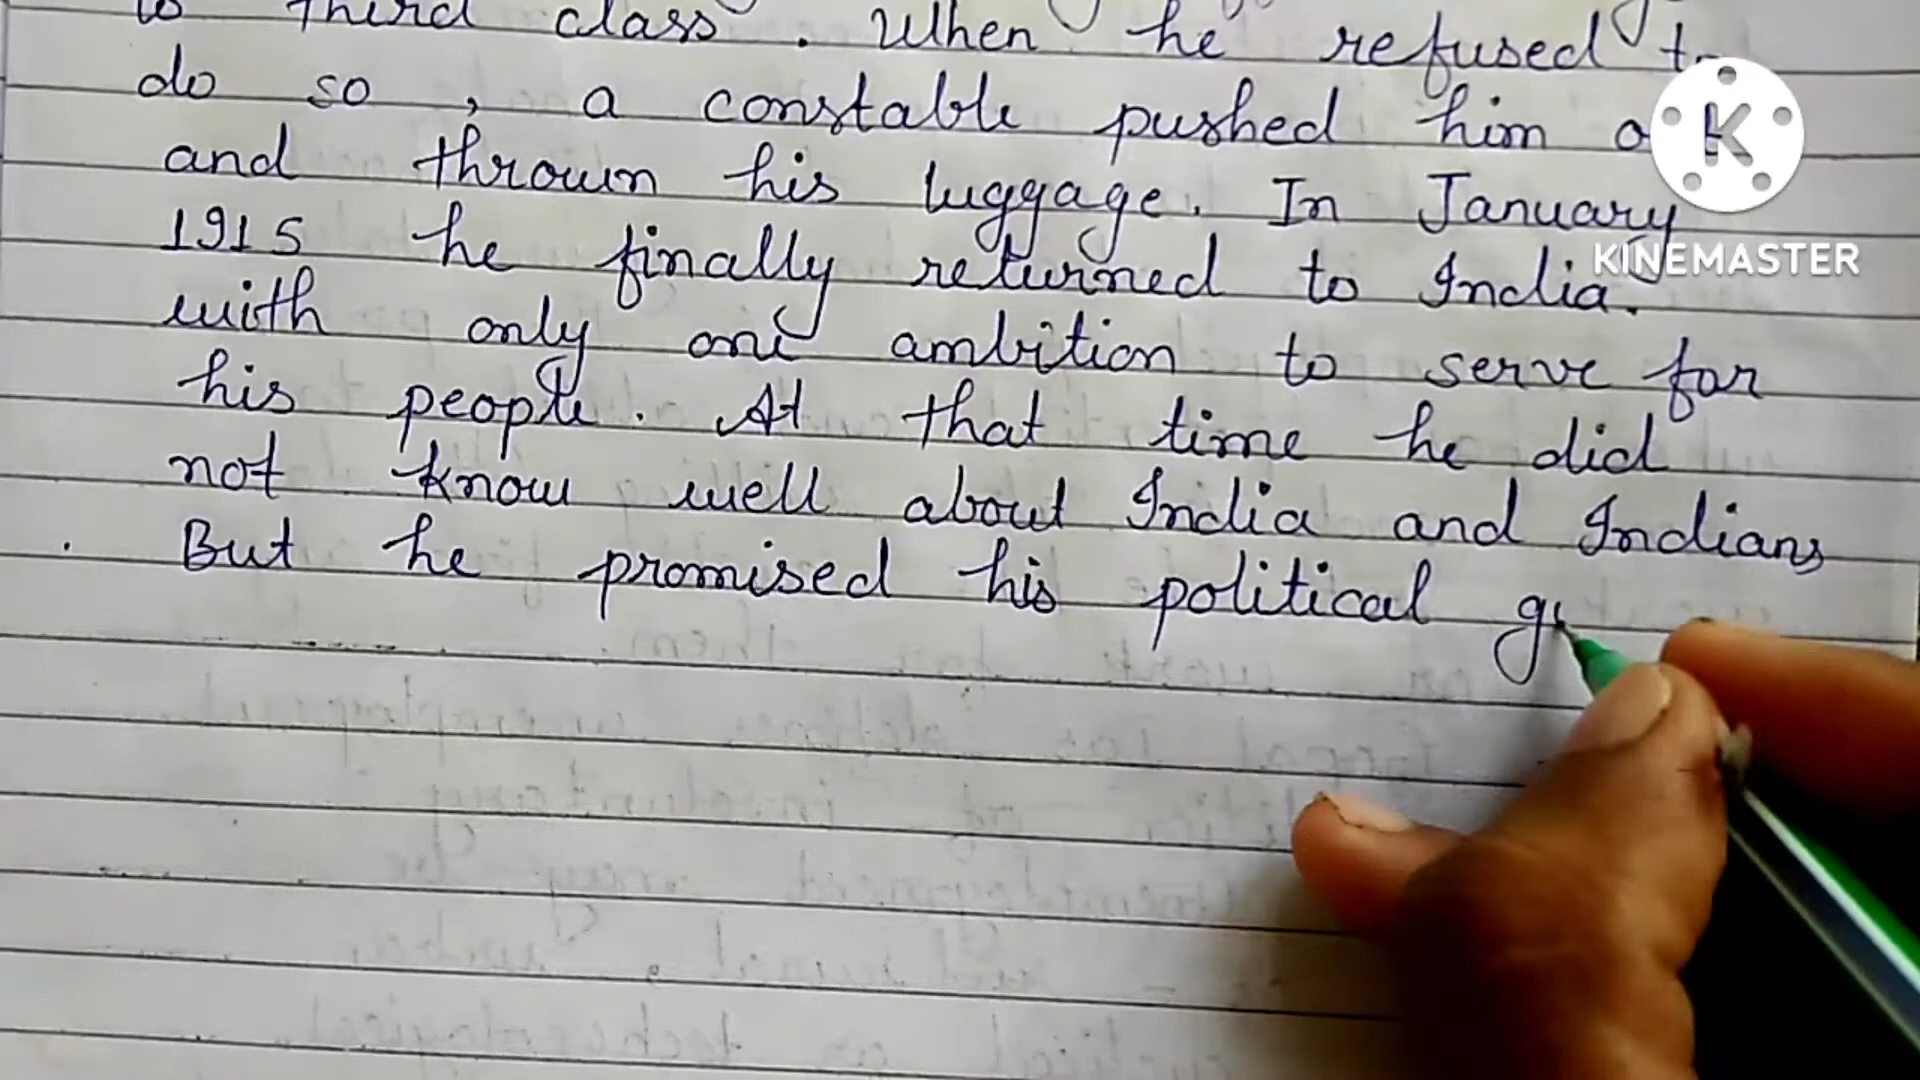 to third class. When he refused to
do so, a constable pushed him
and thrown his luggage. In January
1915 he finally returned to India.
with only one ambition to serve for
his people. At that time he did
not know well about India and Indians
But he promised his political
K
KINEMASTER